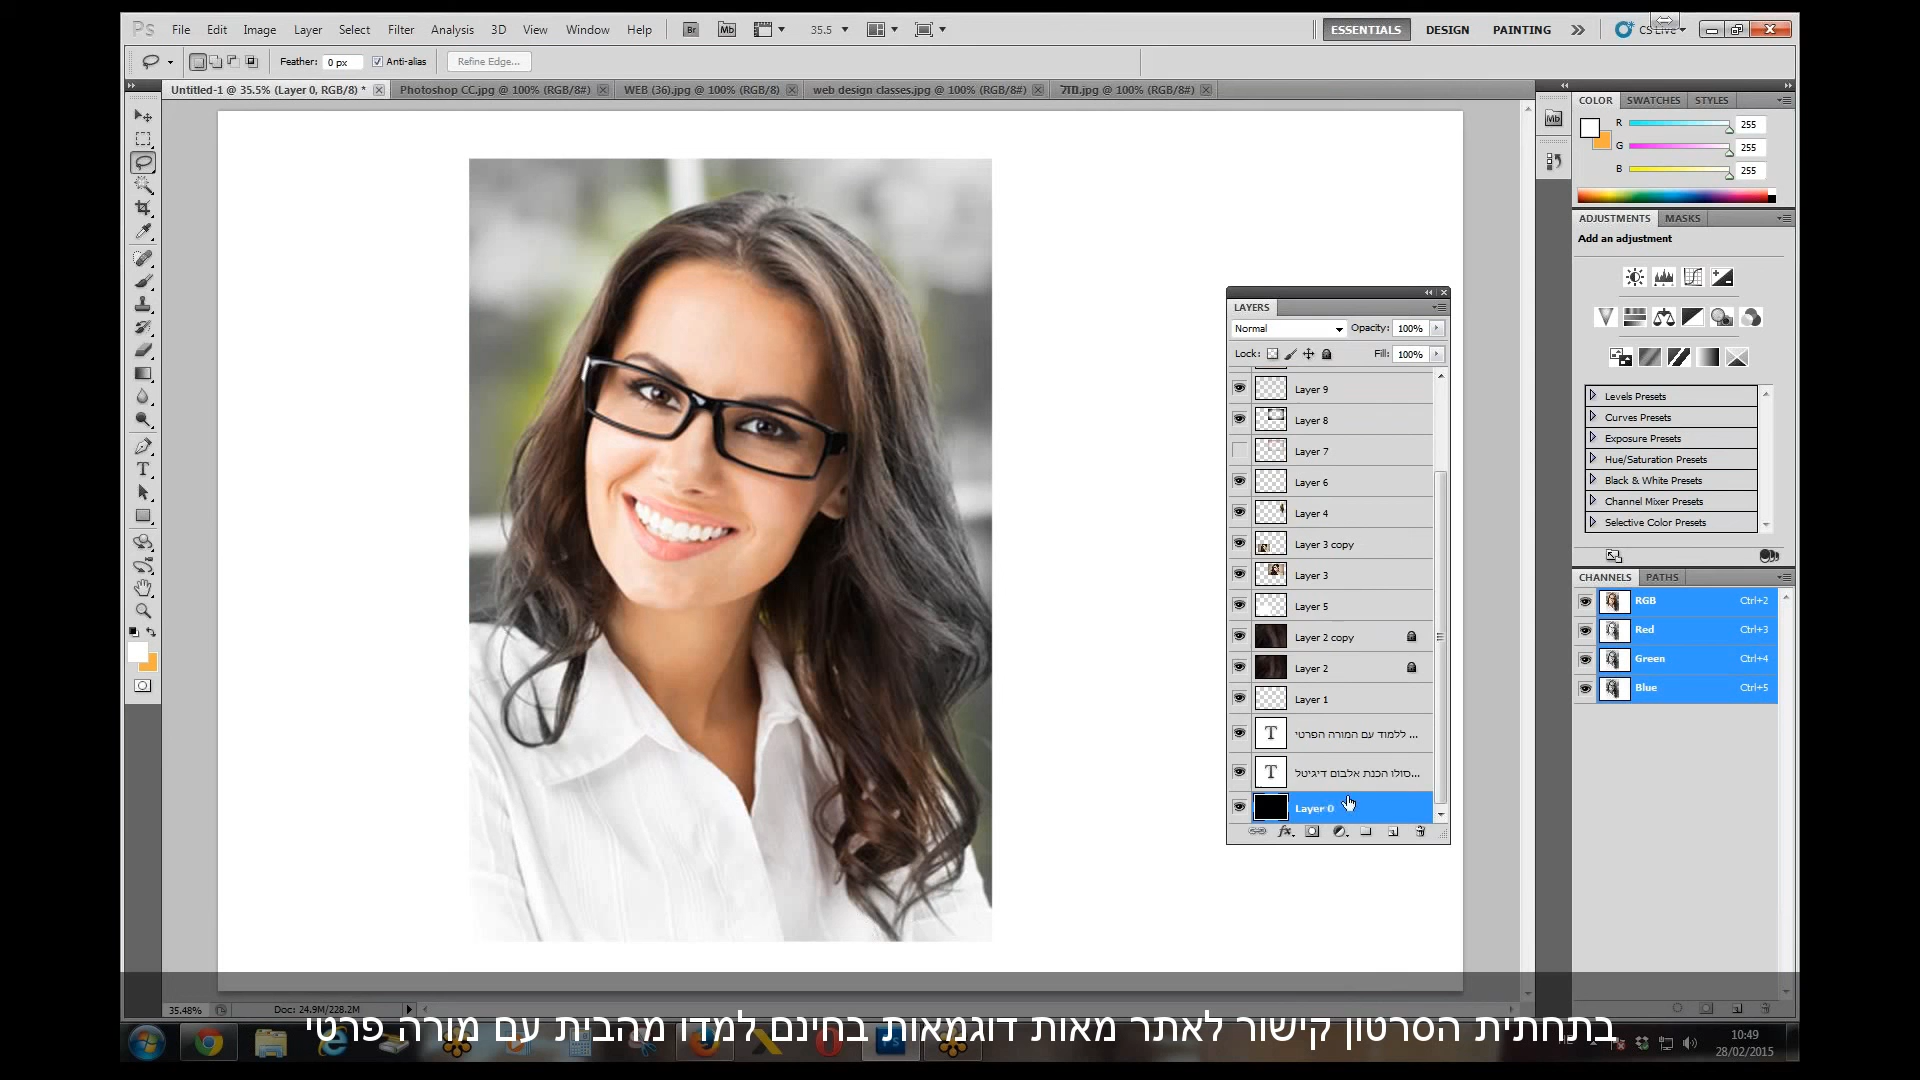 Ps File Edit Image Layer Select Filter Analysis 3D View Window Help Br Mb 35.5 ESSENTIALS DESIGN PAINTING CS Live
Feather: 0 px Anti-alias Refine Edge...
Untitled-1 @ 35.5% (Layer 0, RGB/8) * Photoshop CC.jpg @ 100% (RGB/8#) WEB (36).jpg @ 100% (RGB/8) web design classes.jpg @ 100% (RGB/8#) מזל.jpg @ 100% (RGB/8#)
COLOR SWATCHES STYLES
R 255
G 255
B 255
Mb
ADJUSTMENTS MASKS
Add an adjustment
Levels Presets
Curves Presets
Exposure Presets
Hue/Saturation Presets
Black & White Presets
Channel Mixer Presets
Selective Color Presets
CHANNELS PATHS
RGB Ctrl+2
Red Ctrl+3
Green Ctrl+4
Blue Ctrl+5
LAYERS
Normal Opacity: 100%
Lock: Fill: 100%
Layer 9
Layer 8
Layer 7
Layer 6
Layer 4
Layer 3 copy
Layer 3
Layer 5
Layer 2 copy
Layer 2
Layer 1
T ללמוד עם המורה הפרטי ...
T סולו הכנת אלבום דיגיטל...
Layer 0
35.48% Doc: 24.9M/228.2M
בתחתית הסרטון קישור לאתר מאות דוגמאות בחינם למדו מהבית עם מורה פרטי
10:49
28/02/2015